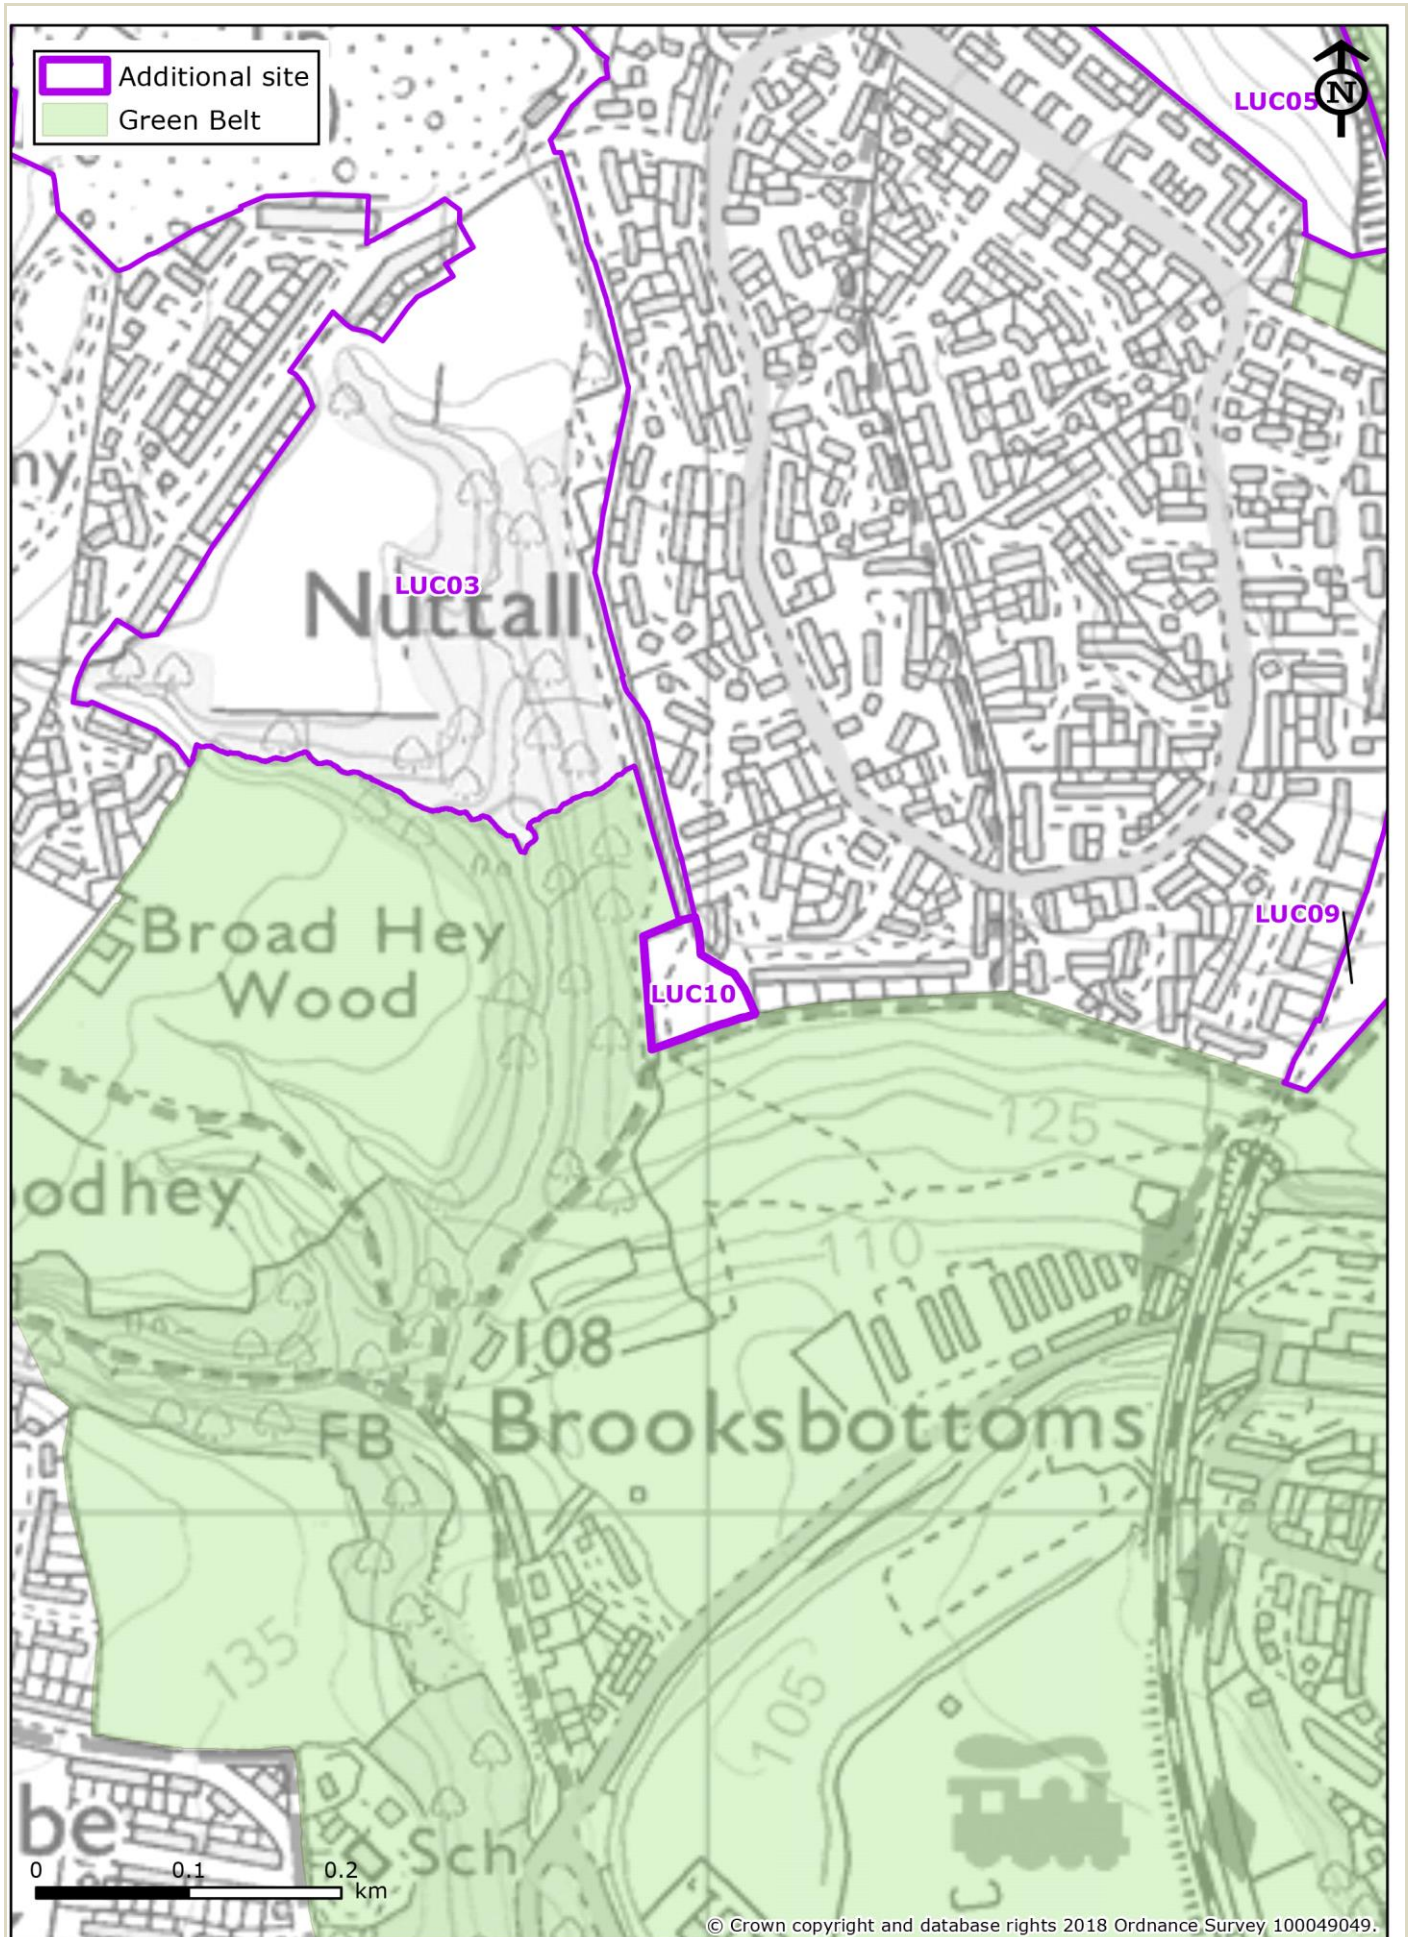 Additional site
Green Belt
N
LUC05
ny
LUC03
Nuttall
LUC09
Broad Hey
Wood
LUC10
125
odhey
110
108
Brooksbottoms
FB
135
105
be
Sch
0 0.1 0.2
km
© Crown copyright and database rights 2018 Ordnance Survey 100049049.